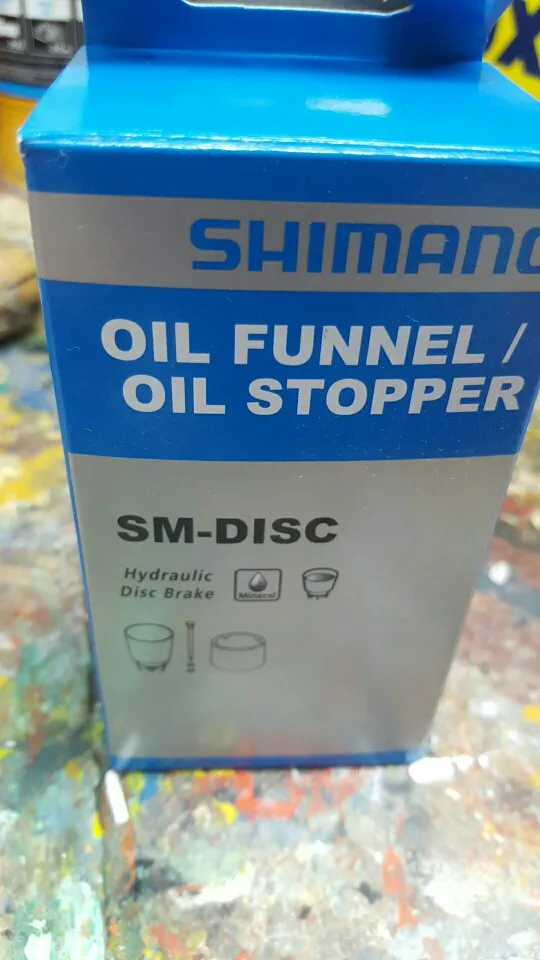 SHIMANO
OIL FUNNEL /
OIL STOPPER
SM-DISC
Hydraulic
Disc Brake
Mineral